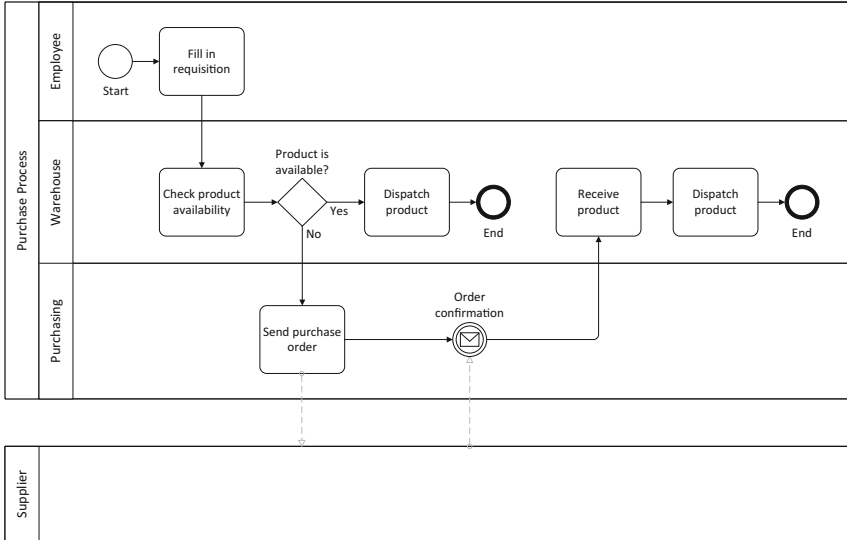 Purchase Process
Employee
Start
Fill in
requisition
Warehouse
Check product
availability
Product is
available?
Yes
No
Dispatch
product
End
Receive
product
Dispatch
product
End
Purchasing
Send purchase
order
Order
confirmation
Supplier